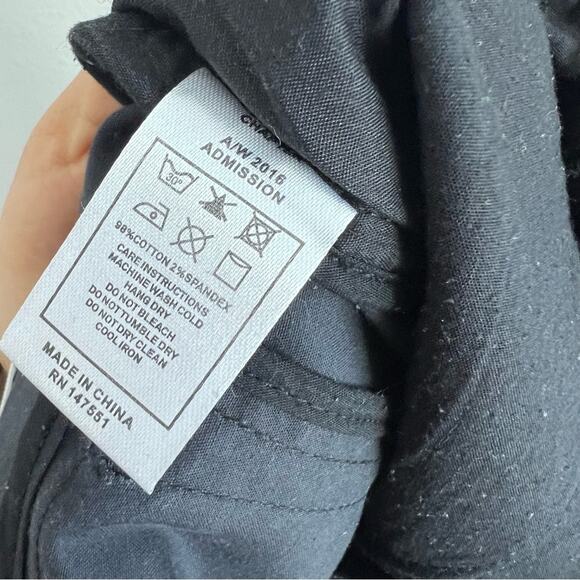 A/W 2016
ADMISSION
30°
98%COTTON 2%SPANDEX
CARE INSTRUCTIONS
MACHINE WASH COLD
HANG DRY
DO NOT BLEACH
DO NOT TUMBLE DRY
DO NOT DRY CLEAN
COOL IRON
MADE IN CHINA
RN 147551